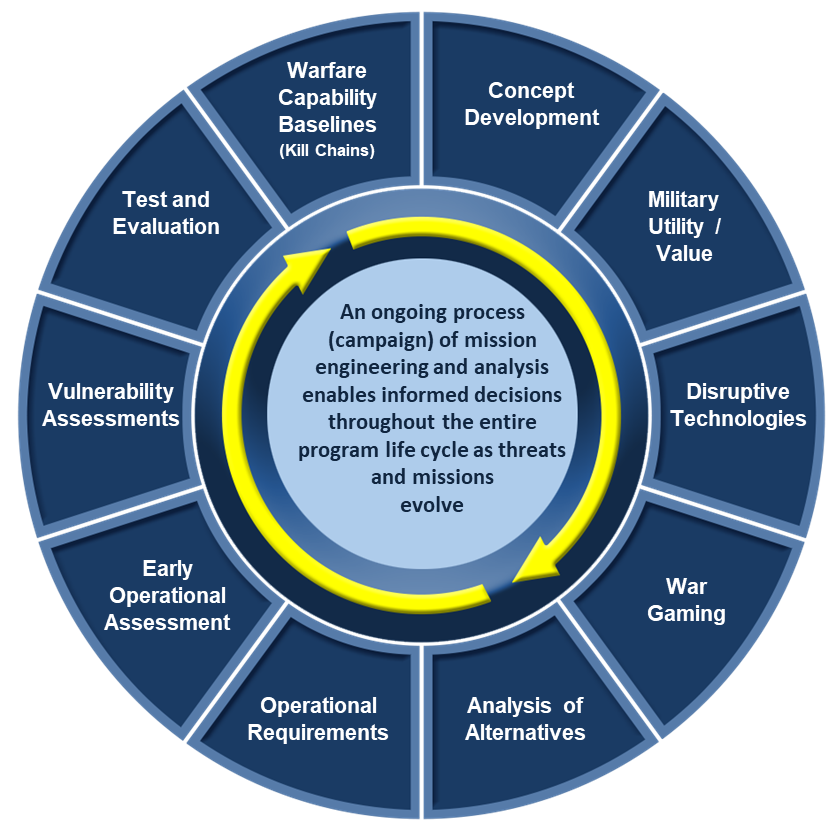 Warfare
Capability
Baselines
(Kill Chains)
Concept
Development
Military
Utility /
Value
Disruptive
Technologies
War
Gaming
Analysis of
Alternatives
Operational
Requirements
Early
Operational
Assessment
Vulnerability
Assessments
Test and
Evaluation
An ongoing process
(campaign) of mission
engineering and analysis
enables informed decisions
throughout the entire
program life cycle as threats
and missions
evolve